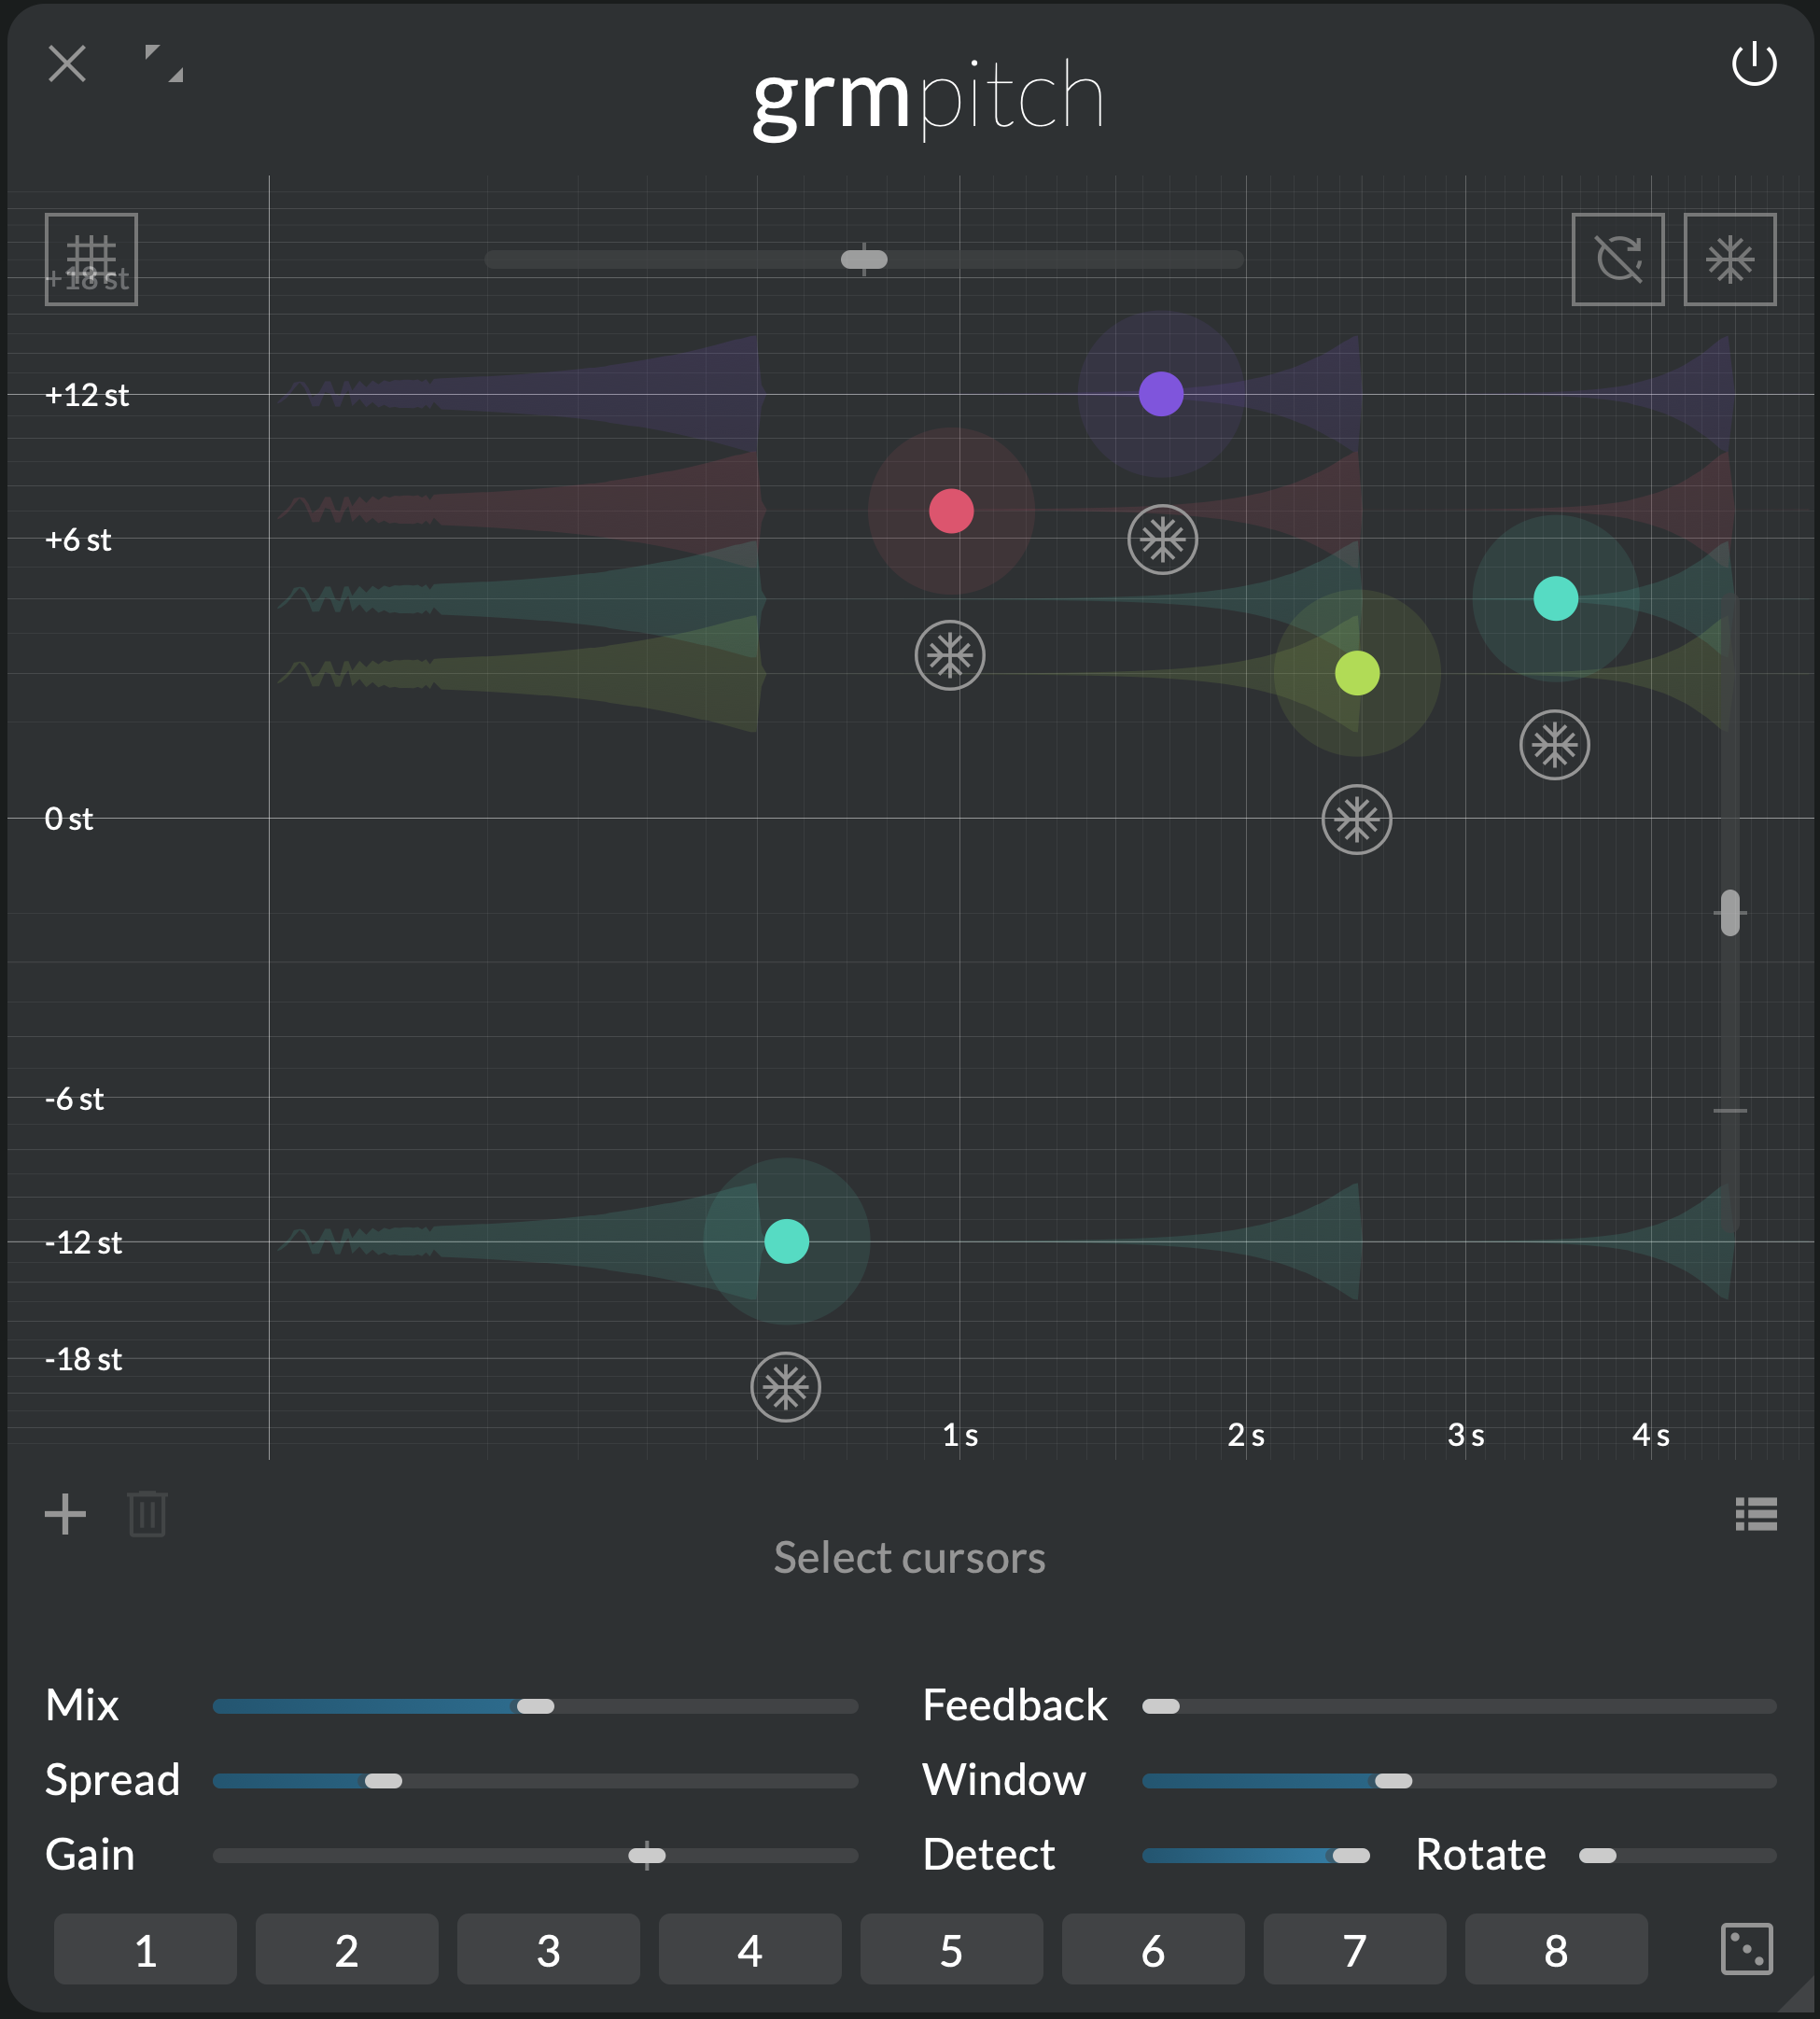 grmpitch
+18 st
+12 st
+6 st
0 st
-6 st
-12 st
-18 st
1 s 2 s 3 s 4 s
Select cursors
Mix Feedback
Spread Window
Gain Detect Rotate
1 2 3 4 5 6 7 8